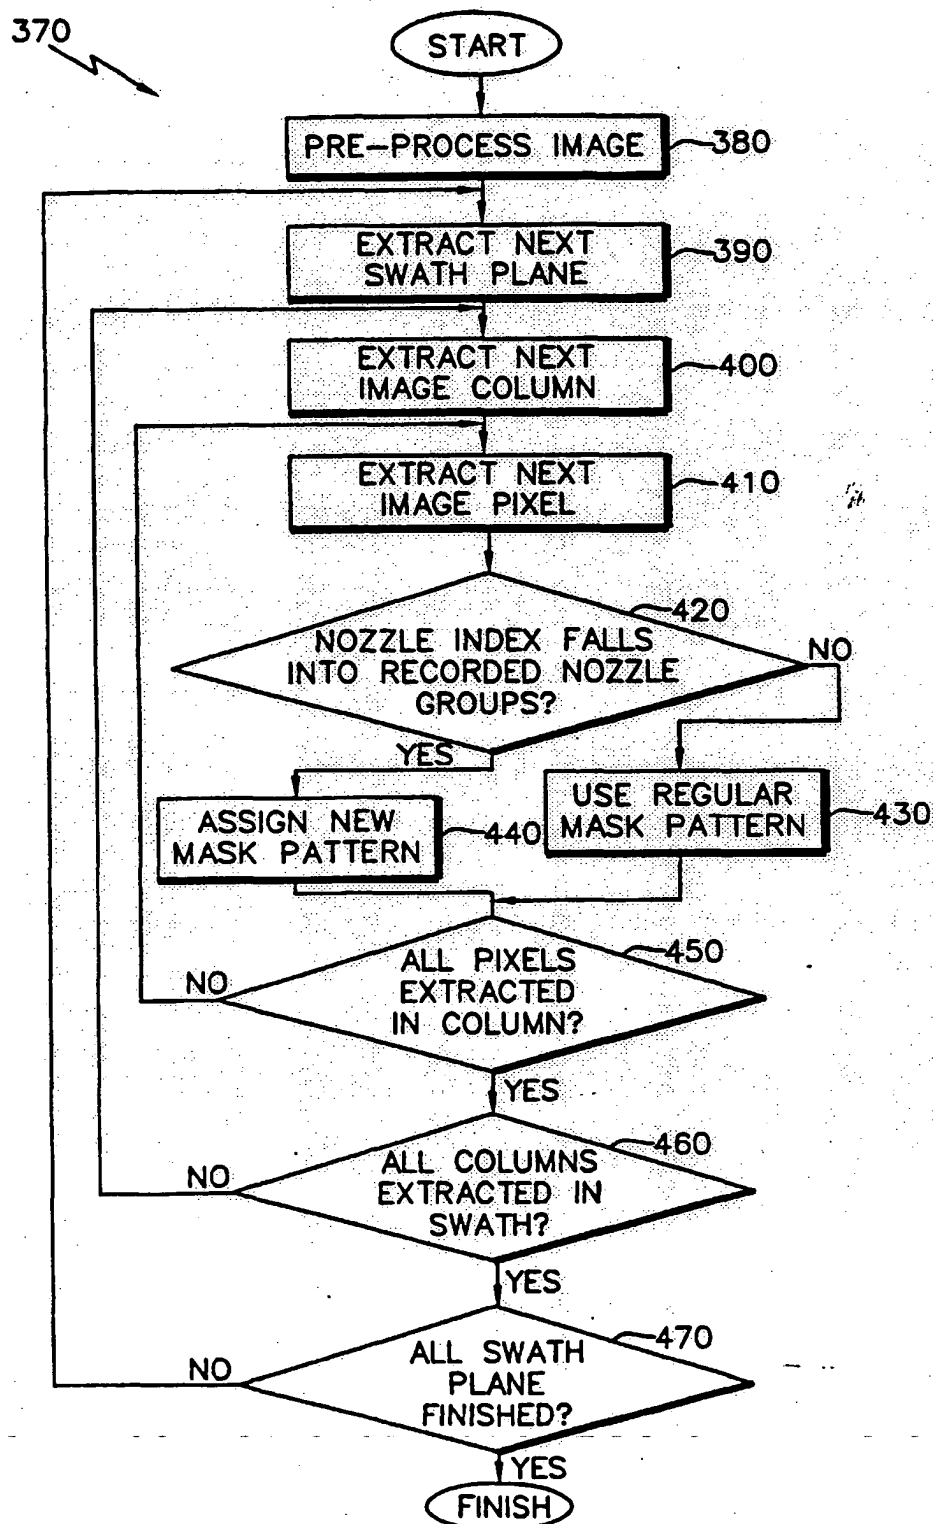 370
START
PRE-PROCESS IMAGE
380
EXTRACT NEXT
SWATH PLANE
390
EXTRACT NEXT
IMAGE COLUMN
400
EXTRACT NEXT
IMAGE PIXEL
410
420
NOZZLE INDEX FALLS
INTO RECORDED NOZZLE
GROUPS?
NO
YES
ASSIGN NEW
MASK PATTERN
440
USE REGULAR
MASK PATTERN
430
450
ALL PIXELS
EXTRACTED
IN COLUMN?
NO
YES
460
ALL COLUMNS
EXTRACTED IN
SWATH?
NO
YES
470
ALL SWATH
PLANE
FINISHED?
NO
YES
FINISH